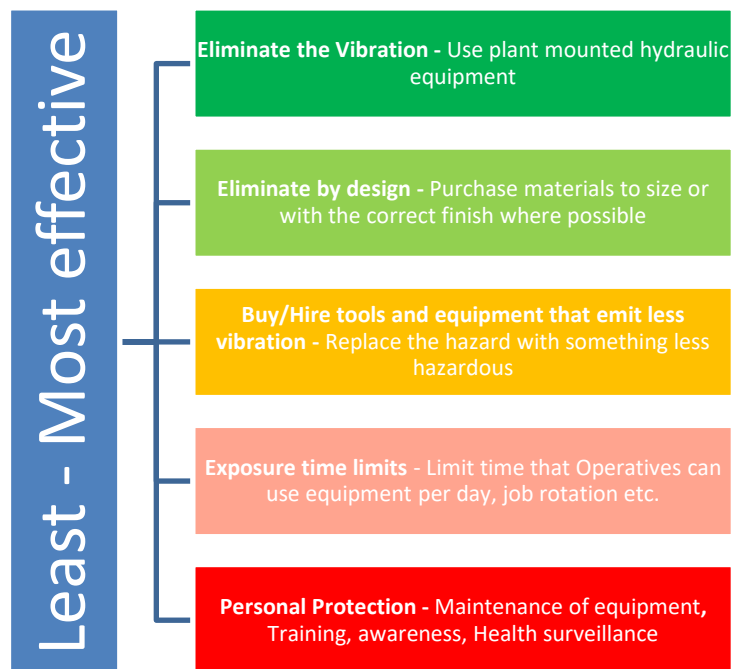 Least - Most effective
Eliminate the Vibration - Use plant mounted hydraulic
equipment
Eliminate by design - Purchase materials to size or
with the correct finish where possible
Buy/Hire tools and equipment that emit less
vibration - Replace the hazard with something less
hazardous
Exposure time limits - Limit time that Operatives can
use equipment per day, job rotation etc.
Personal Protection - Maintenance of equipment,
Training, awareness, Health surveillance